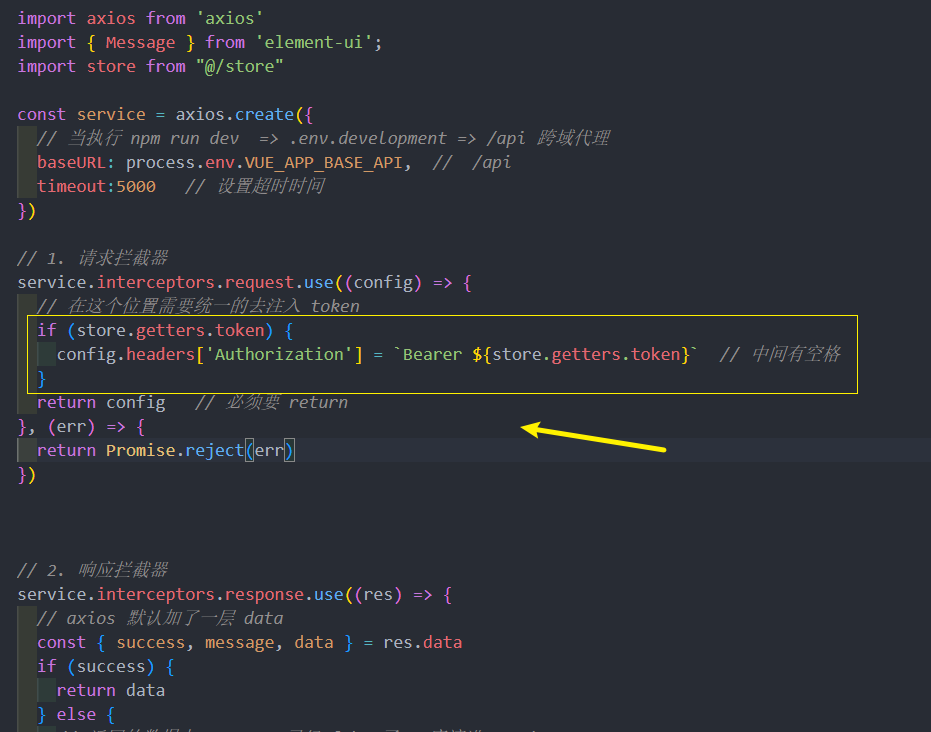 import axios from 'axios'
import { Message } from 'element-ui';
import store from "@/store"
const service = axios.create({
// 当执行 npm run dev => .env.development => /api 跨域代理
baseURL: process.env.VUE_APP_BASE_API, // /api
timeout:5000 // 设置超时时间
})
// 1. 请求拦截器
service.interceptors.request.use((config) => {
// 在这个位置需要统一的去注入 token
if (store.getters.token) {
config.headers['Authorization'] = `Bearer ${store.getters.token}` // 中间有空格
}
return config // 必须要 return
}, (err) => {
return Promise.reject(err)
})
// 2. 响应拦截器
service.interceptors.response.use((res) => {
// axios 默认加了一层 data
const { success, message, data } = res.data
if (success) {
return data
} else {